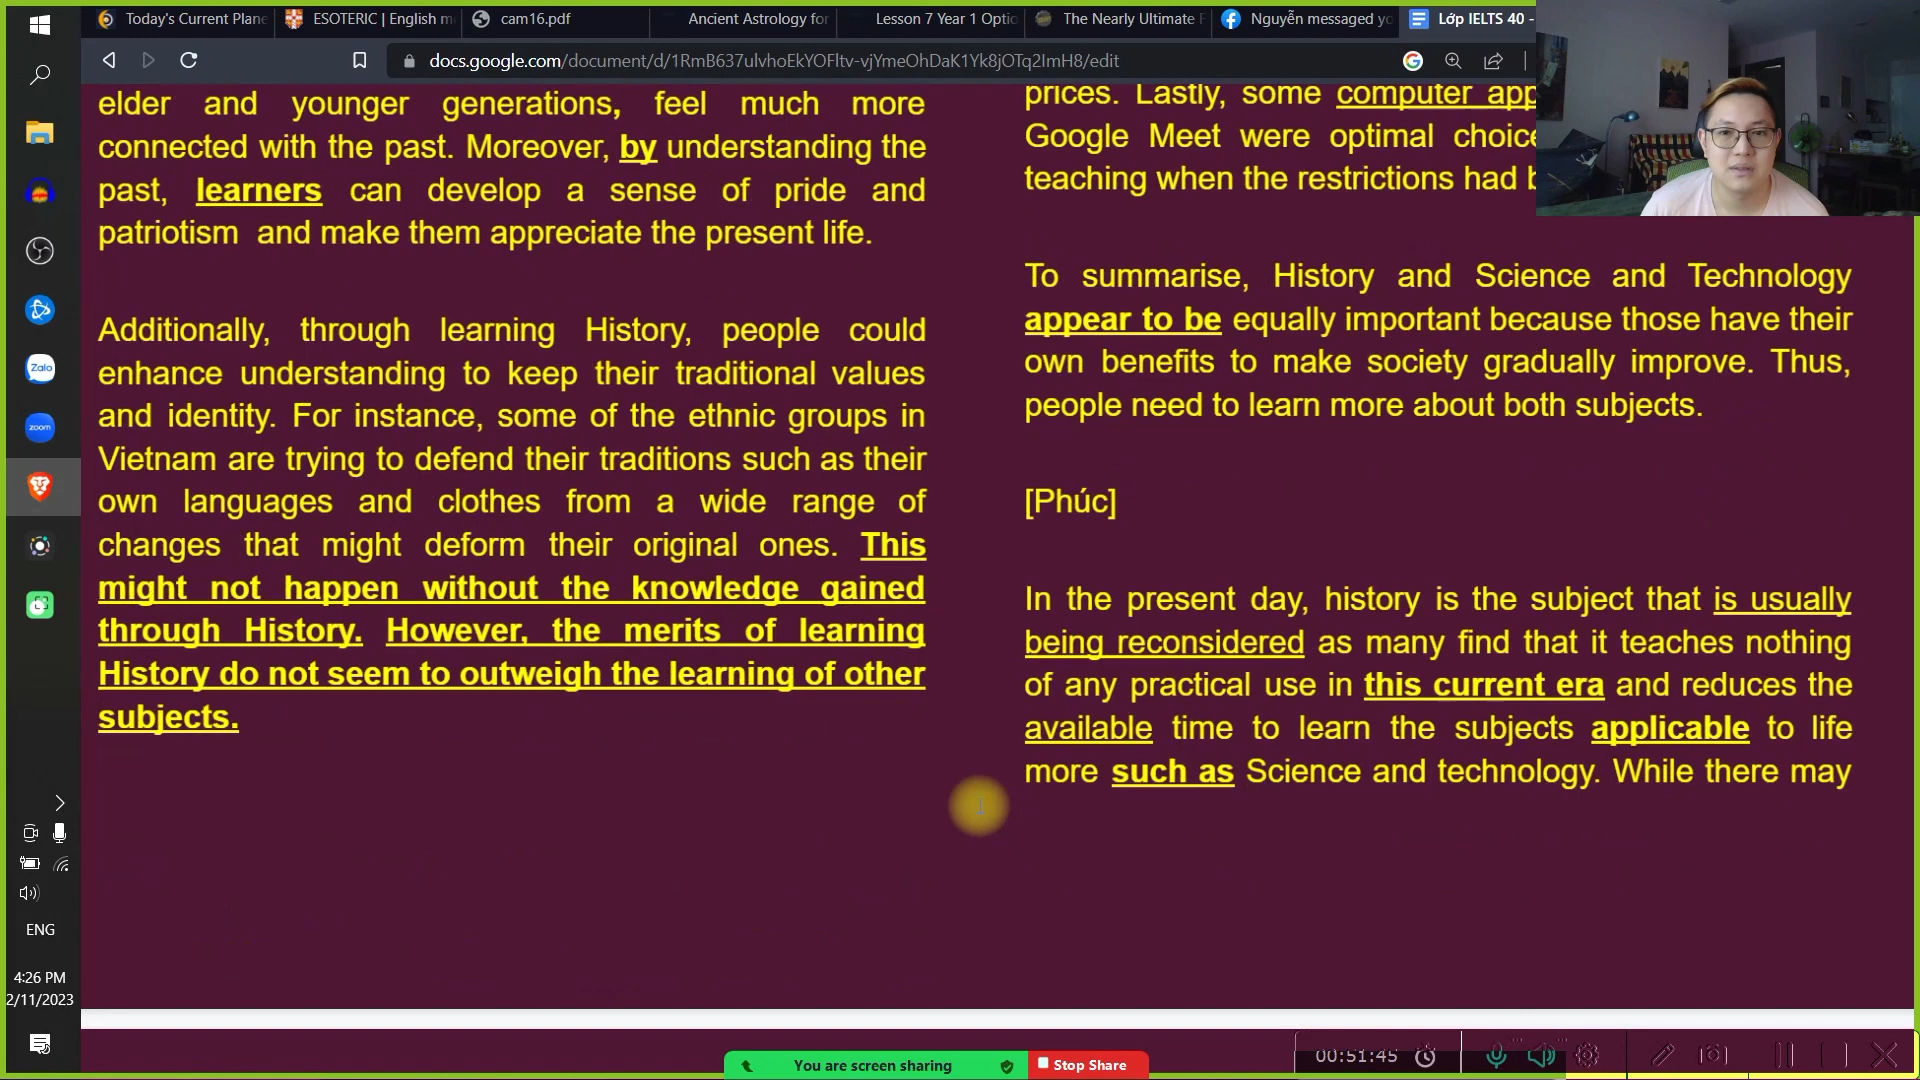 Today's Current Plane
ESOTERIC | English m
cam16.pdf
Ancient Astrology for
Lesson 7 Year 1 Optio
The Nearly Ultimate F
Nguyễn messaged yo
Lớp IELTS 40 -
docs.google.com/document/d/1RmB637ulvhoEkYOFltv-vjYmeOhDaK1Yk8jOTq2ImH8/edit
elder and younger generations, feel much more
connected with the past. Moreover, by understanding the
past, learners can develop a sense of pride and
patriotism and make them appreciate the present life.
Additionally, through learning History, people could
enhance understanding to keep their traditional values
and identity. For instance, some of the ethnic groups in
Vietnam are trying to defend their traditions such as their
own languages and clothes from a wide range of
changes that might deform their original ones. This
might not happen without the knowledge gained
through History. However, the merits of learning
History do not seem to outweigh the learning of other
subjects.
prices. Lastly, some computer app
Google Meet were optimal choice
teaching when the restrictions had b
To summarise, History and Science and Technology
appear to be equally important because those have their
own benefits to make society gradually improve. Thus,
people need to learn more about both subjects.
[Phúc]
In the present day, history is the subject that is usually
being reconsidered as many find that it teaches nothing
of any practical use in this current era and reduces the
available time to learn the subjects applicable to life
more such as Science and technology. While there may
Zalo
zoom
ENG
4:26 PM
2/11/2023
You are screen sharing
Stop Share
00:51:45